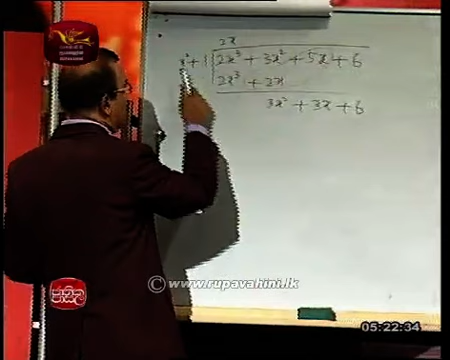 2x
x² + 1 | 2x³ + 3x² + 5x + 6
2x³ + 2x
3x² + 3x + 6
© www.rupavahini.lk
05:22:34